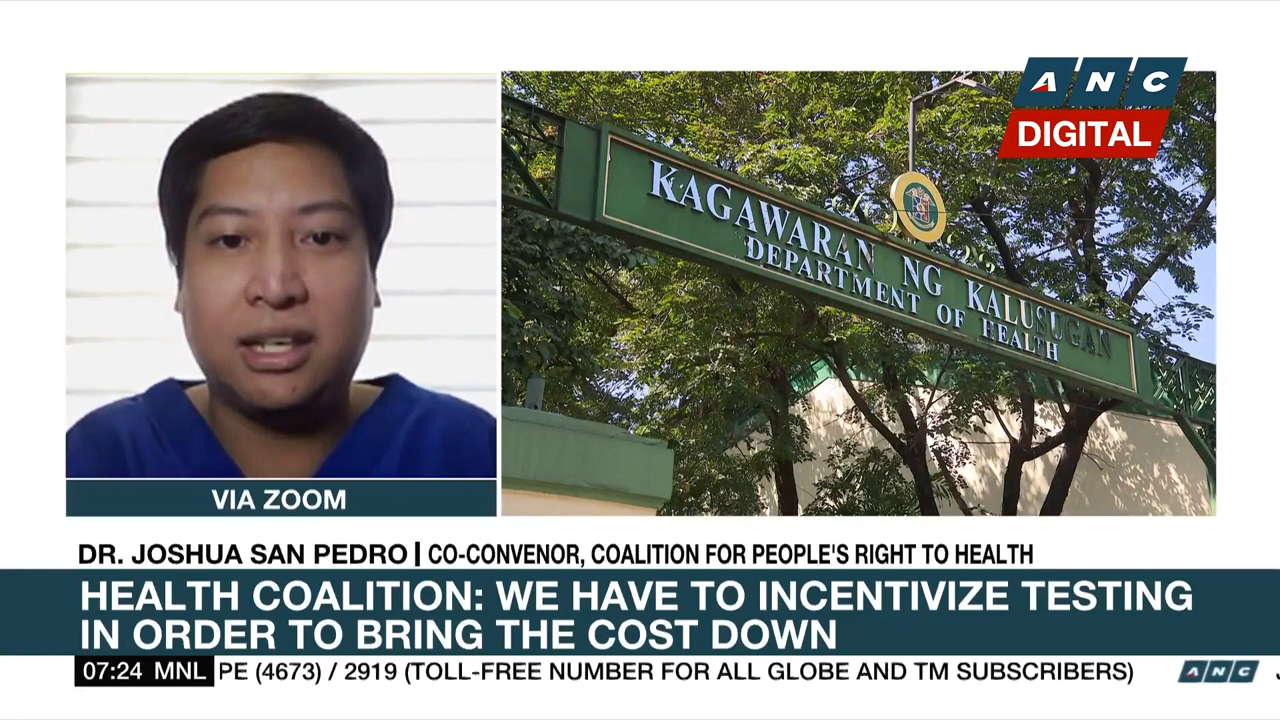 ANC
DIGITAL
KAGAWARAN NG KALUSUGAN
DEPARTMENT OF HEALTH
VIA ZOOM
DR. JOSHUA SAN PEDRO | CO-CONVENOR, COALITION FOR PEOPLE'S RIGHT TO HEALTH
HEALTH COALITION: WE HAVE TO INCENTIVIZE TESTING
IN ORDER TO BRING THE COST DOWN
07:24 MNL PE (4673) / 2919 (TOLL-FREE NUMBER FOR ALL GLOBE AND TM SUBSCRIBERS) ANC